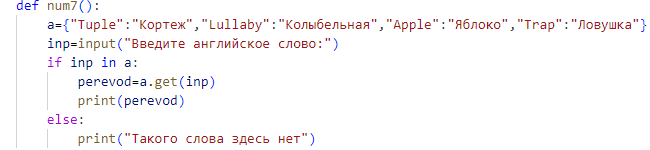 def num7():
    a={"Tuple":"Кортеж","Lullaby":"Колыбельная","Apple":"Яблоко","Trap":"Ловушка"}
    inp=input("Введите английское слово:")
    if inp in a:
        perevod=a.get(inp)
        print(perevod)
    else:
        print("Такого слова здесь нет")